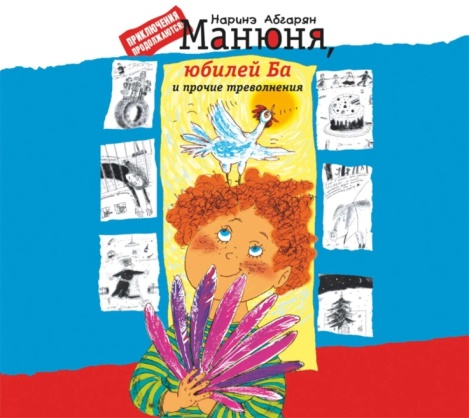 ПРИКЛЮЧЕНИЯ
ПРОДОЛЖАЮТСЯ
Наринэ Абгарян
Манюня,
юбилей Ба
и прочие треволнения